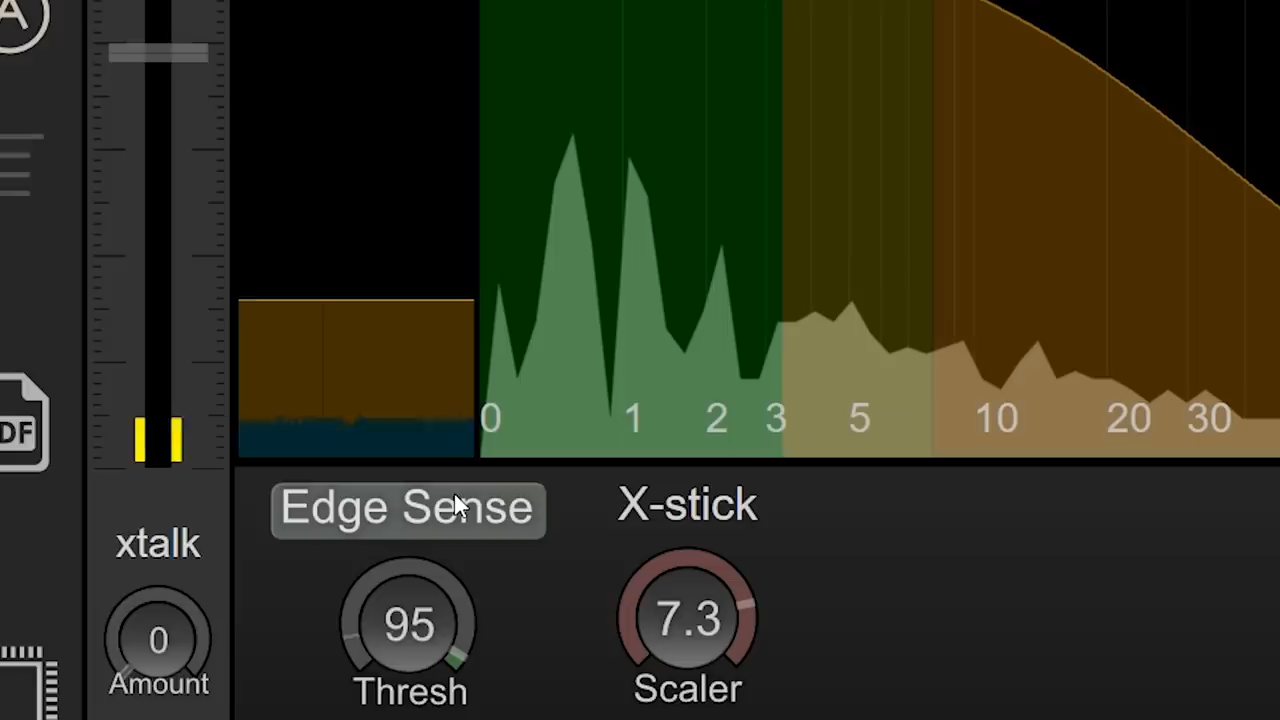 A
DF
0 1 2 3 5 10 20 30
Edge Sense
X-stick
xtalk
95
7.3
0
Thresh
Scaler
Amount